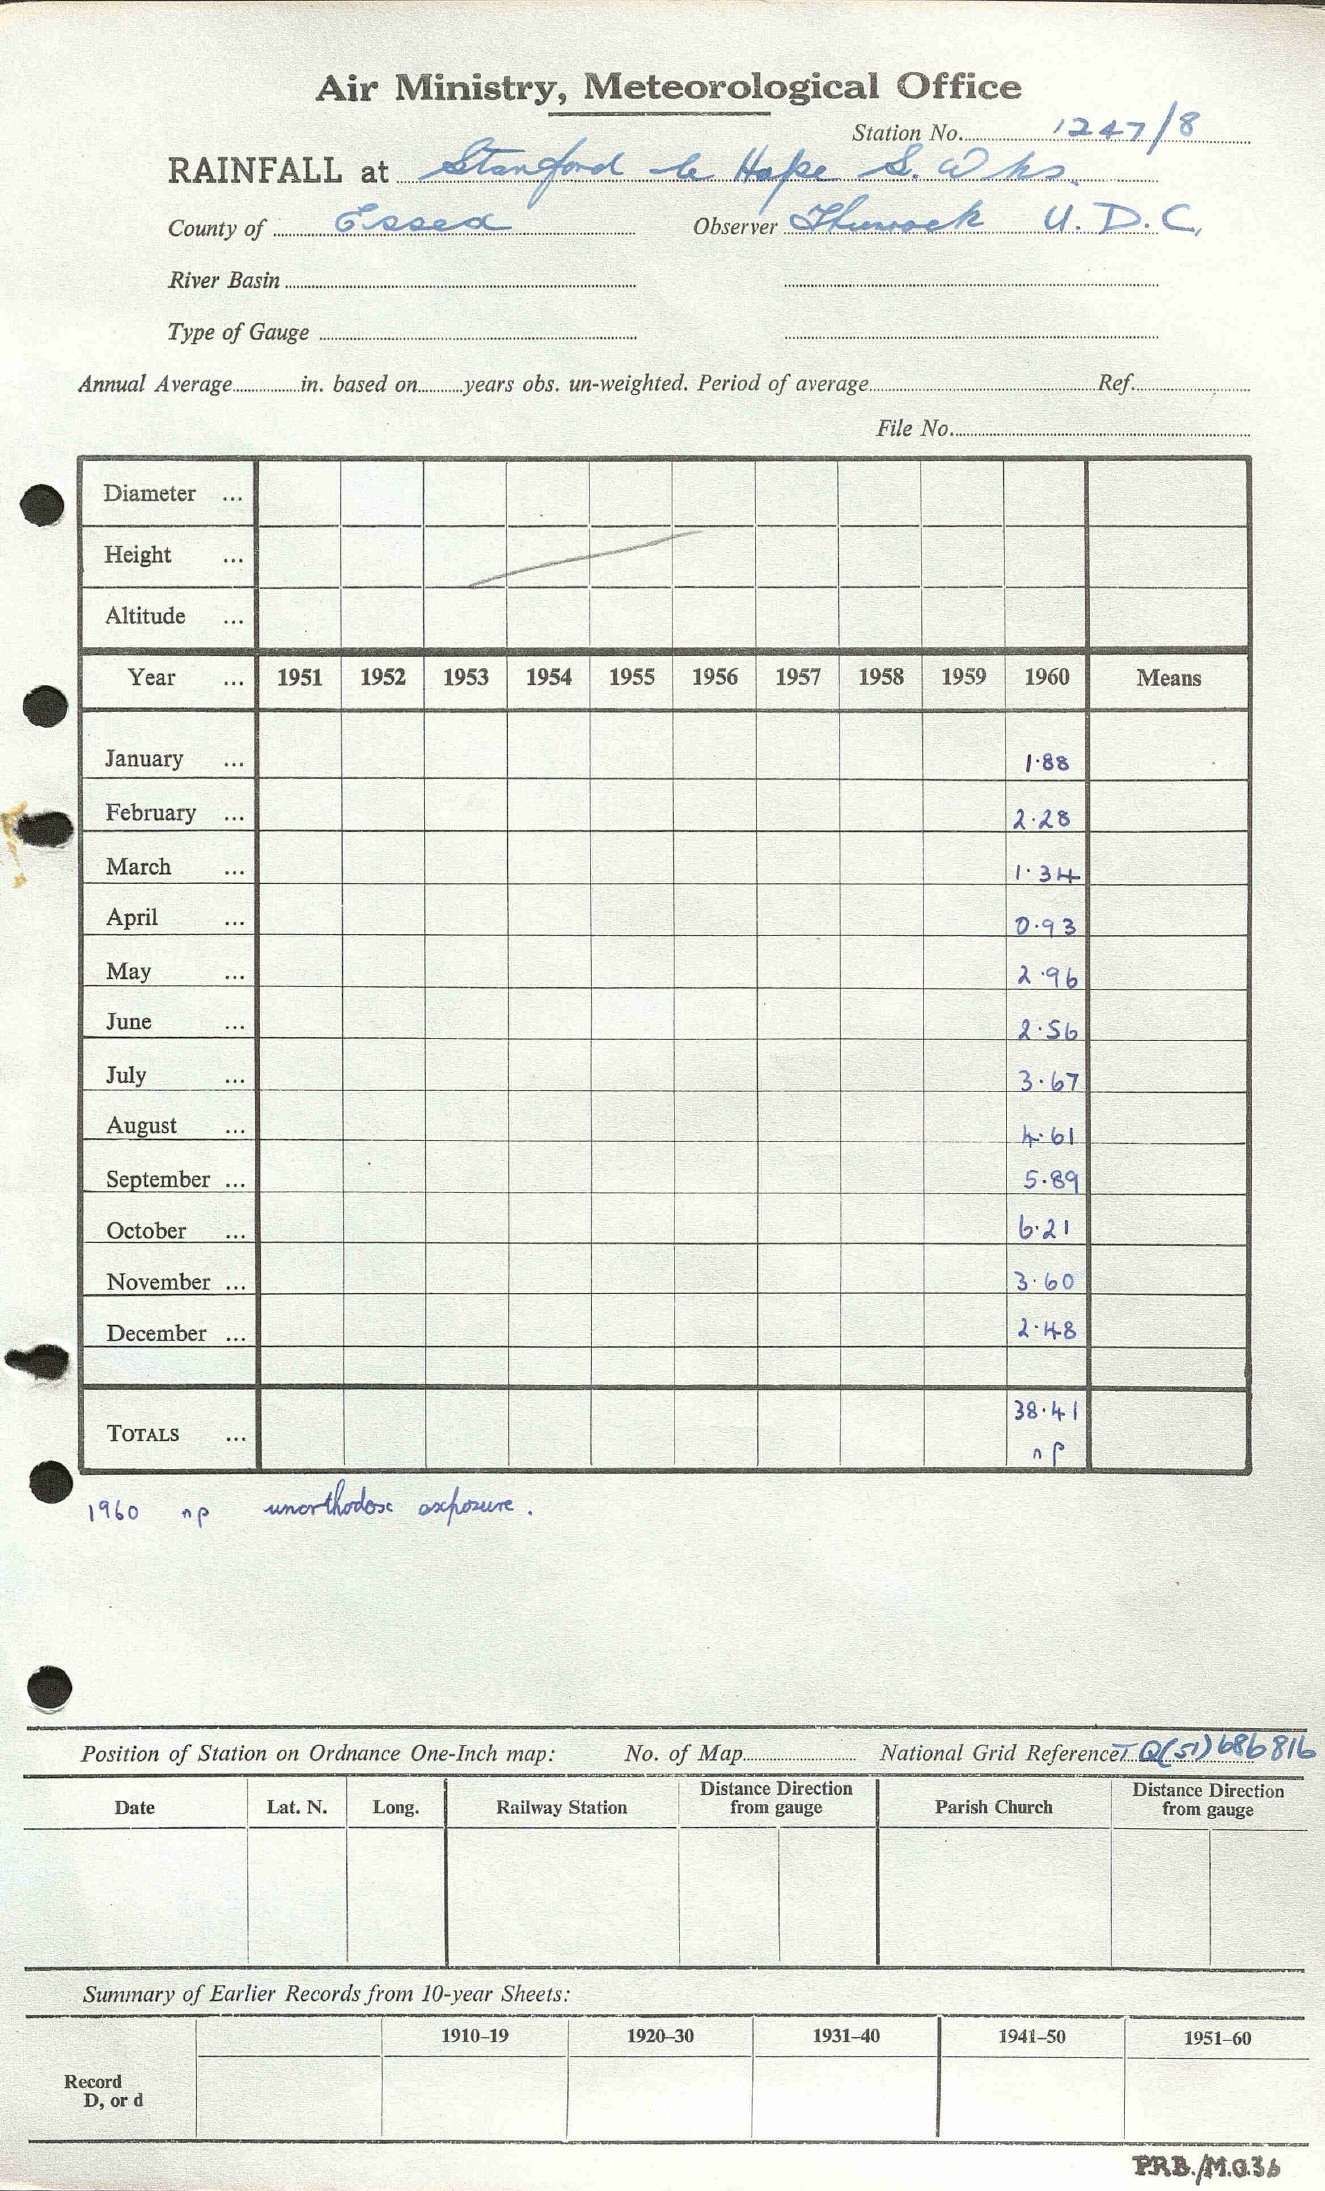 Air Ministry, Meteorological Office
Station No. 1247/8
RAINFALL at Stanford le Hope S. Wks.
County of Essex Observer Thurrock U.D.C.
River Basin
Type of Gauge
Annual Average in. based on years obs. un-weighted. Period of average Ref.
File No.
Diameter ...
Height ...
Altitude ...
Year ... 1951 1952 1953 1954 1955 1956 1957 1958 1959 1960 Means
January ... 1.88
February ... 2.28
March ... 1.34
April ... 0.93
May ... 2.96
June ... 2.56
July ... 3.67
August ... 4.61
September ... 5.89
October ... 6.21
November ... 3.60
December ... 2.48
TOTALS ... 38.41
np
1960 np unorthodox exposure.
Position of Station on Ordnance One-Inch map: No. of Map National Grid Reference TQ(51)686816
Date Lat. N. Long. Railway Station Distance Direction from gauge Parish Church Distance Direction from gauge
Summary of Earlier Records from 10-year Sheets:
1910–19 1920–30 1931–40 1941–50 1951–60
Record
D, or d
P.R.B./M.O.36